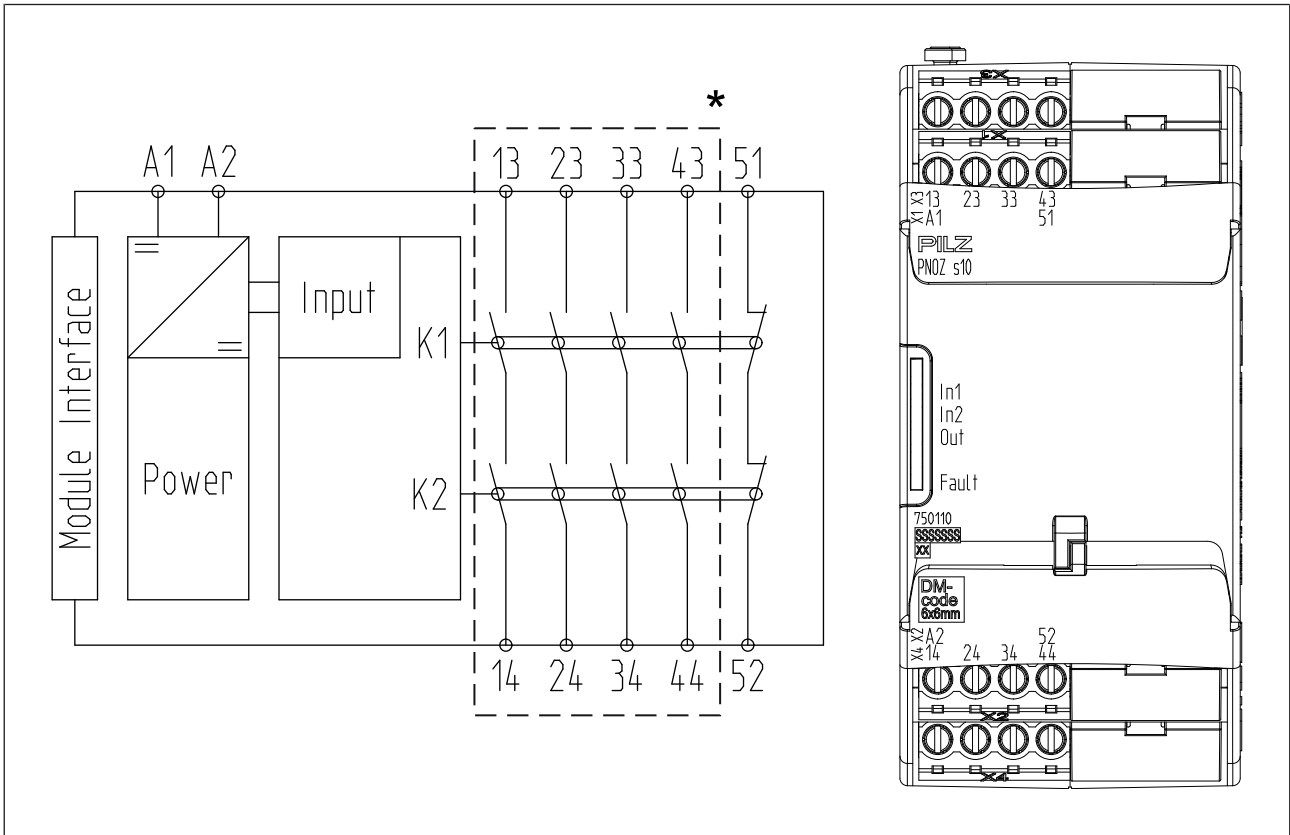 *
A1 A2 13 23 33 43 51
Module Interface
Power
Input
K1
K2
14 24 34 44 52
X3
X1
X3 13 23 33 43
X1 A1 51
PILZ
PNOZ s10
In1
In2
Out
Fault
750110
SSSSSSS
XX
DM-
code
6x6mm
X2 A2 52
X4 14 24 34 44
X2
X4